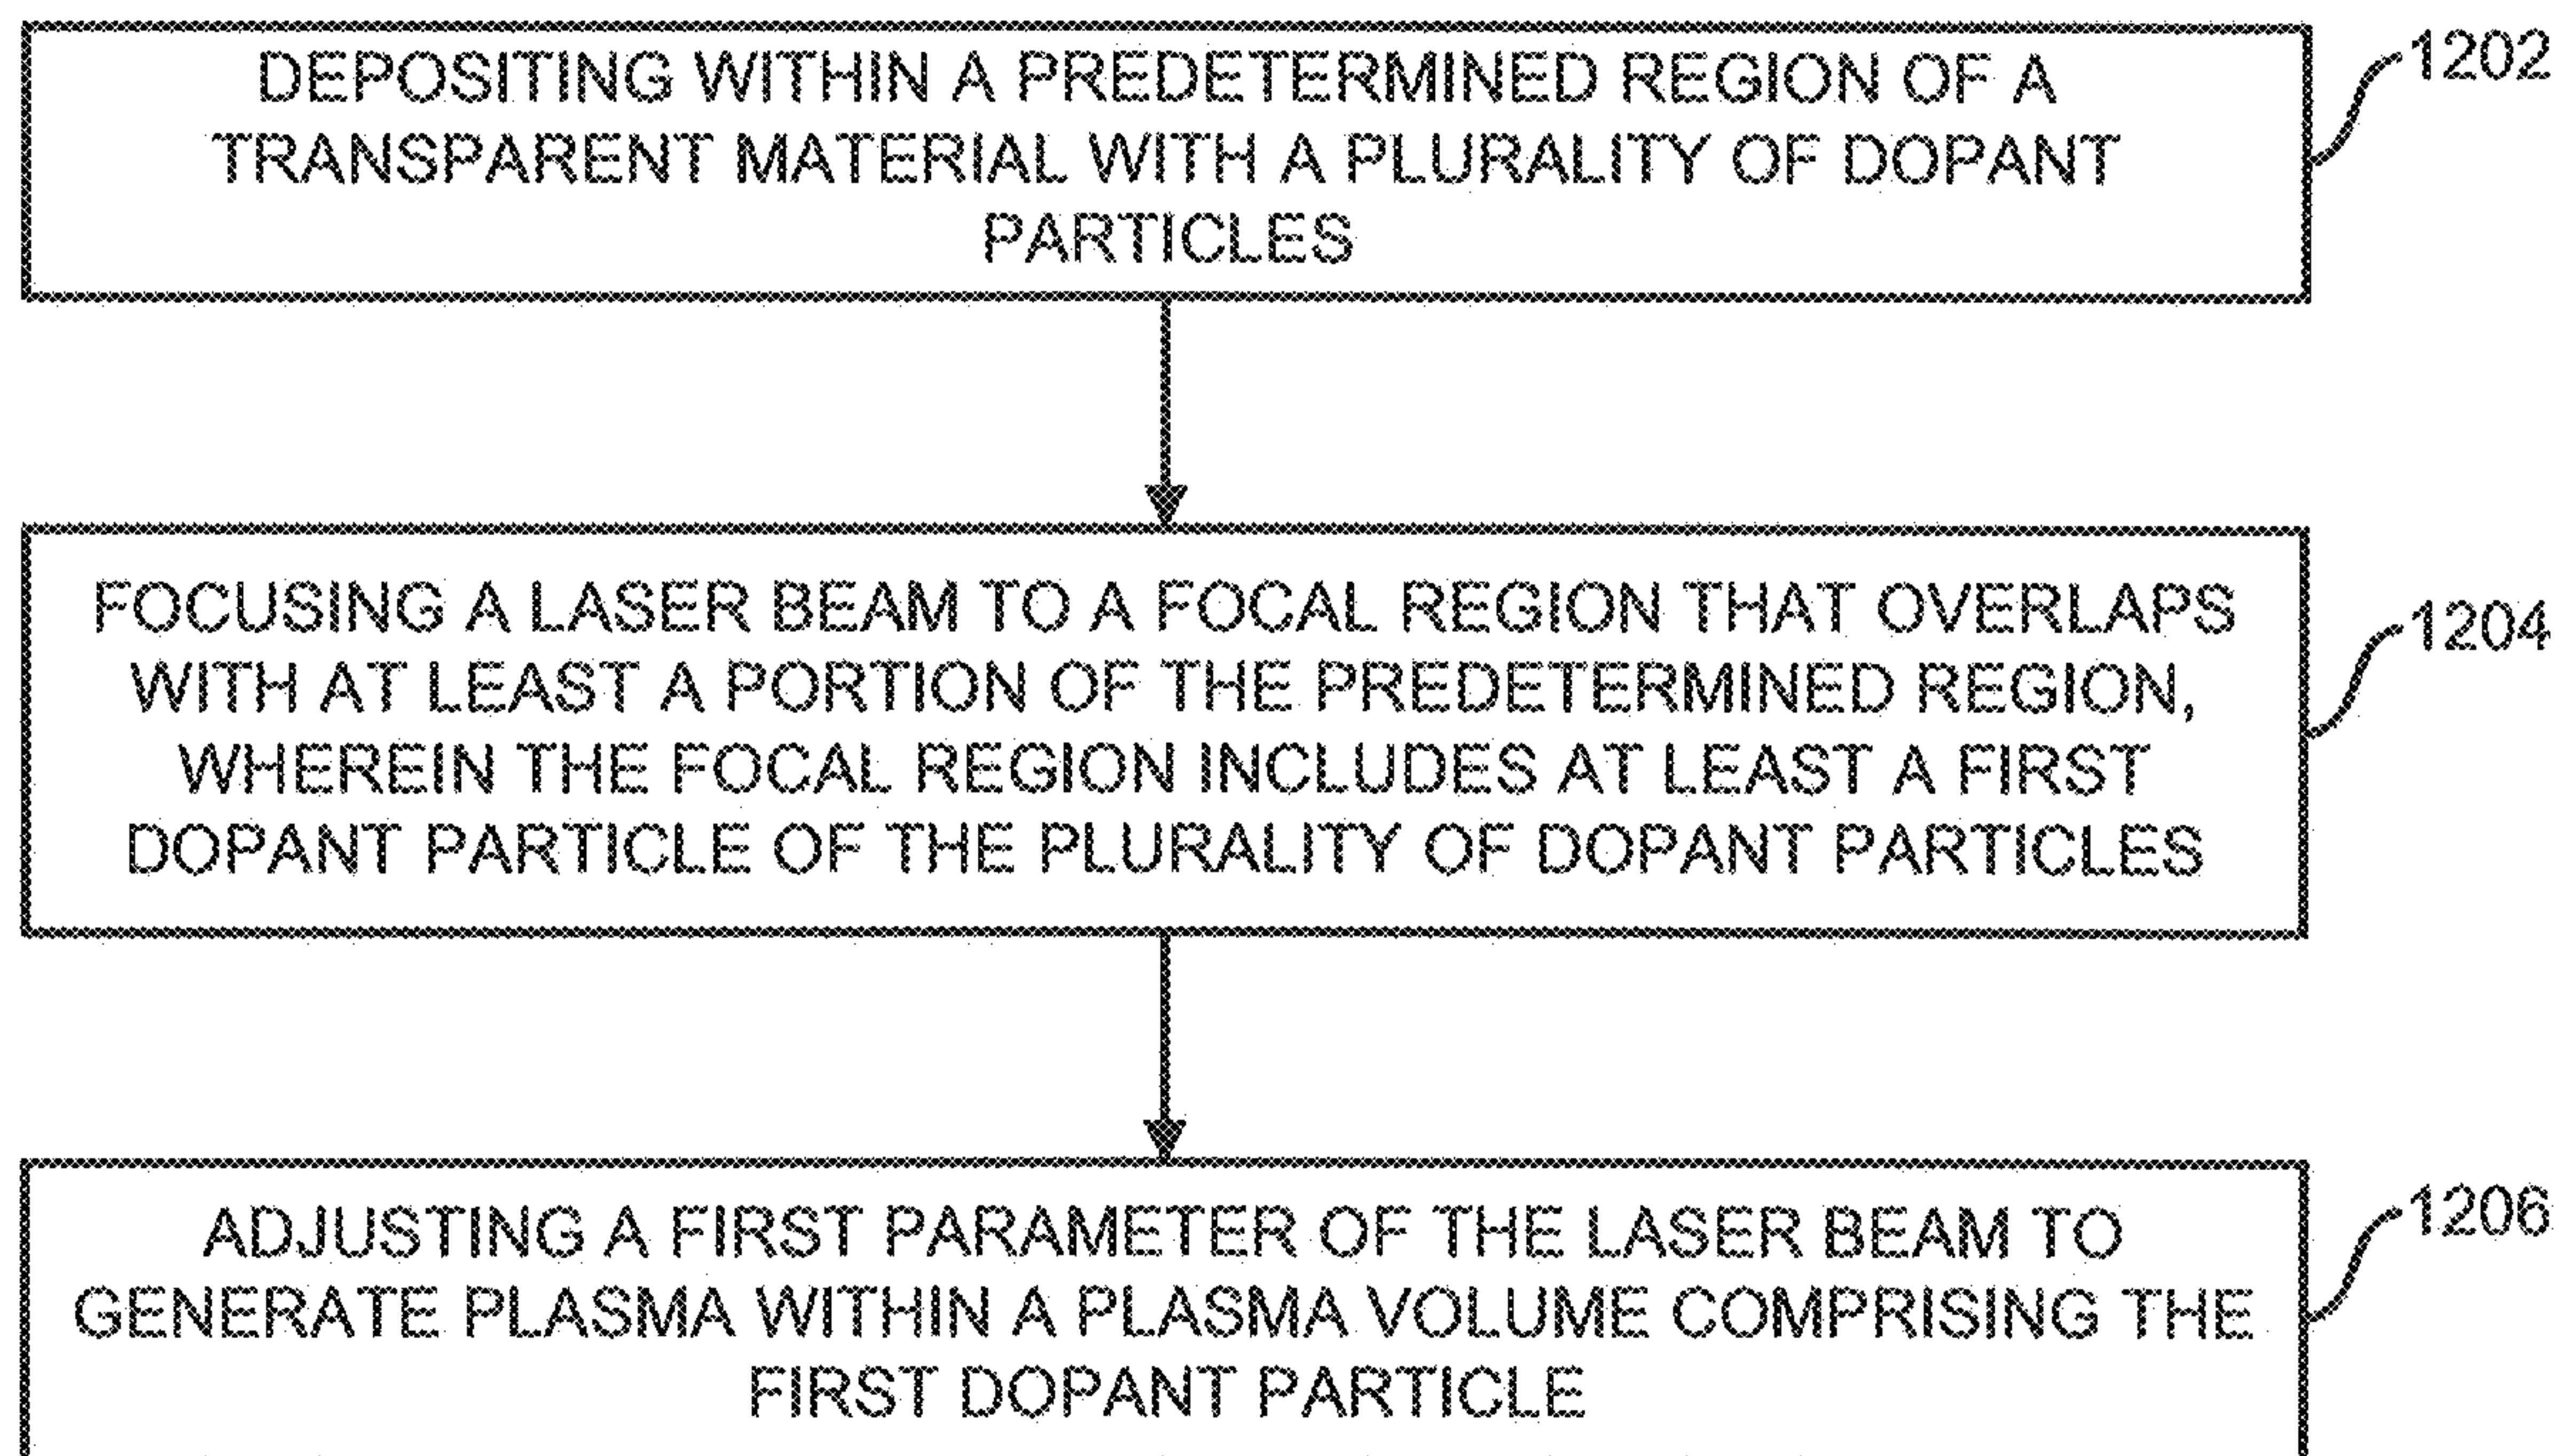 DEPOSITING WITHIN A PREDETERMINED REGION OF A
TRANSPARENT MATERIAL WITH A PLURALITY OF DOPANT
PARTICLES
1202
FOCUSING A LASER BEAM TO A FOCAL REGION THAT OVERLAPS
WITH AT LEAST A PORTION OF THE PREDETERMINED REGION,
WHEREIN THE FOCAL REGION INCLUDES AT LEAST A FIRST
DOPANT PARTICLE OF THE PLURALITY OF DOPANT PARTICLES
1204
ADJUSTING A FIRST PARAMETER OF THE LASER BEAM TO
GENERATE PLASMA WITHIN A PLASMA VOLUME COMPRISING THE
FIRST DOPANT PARTICLE
1206